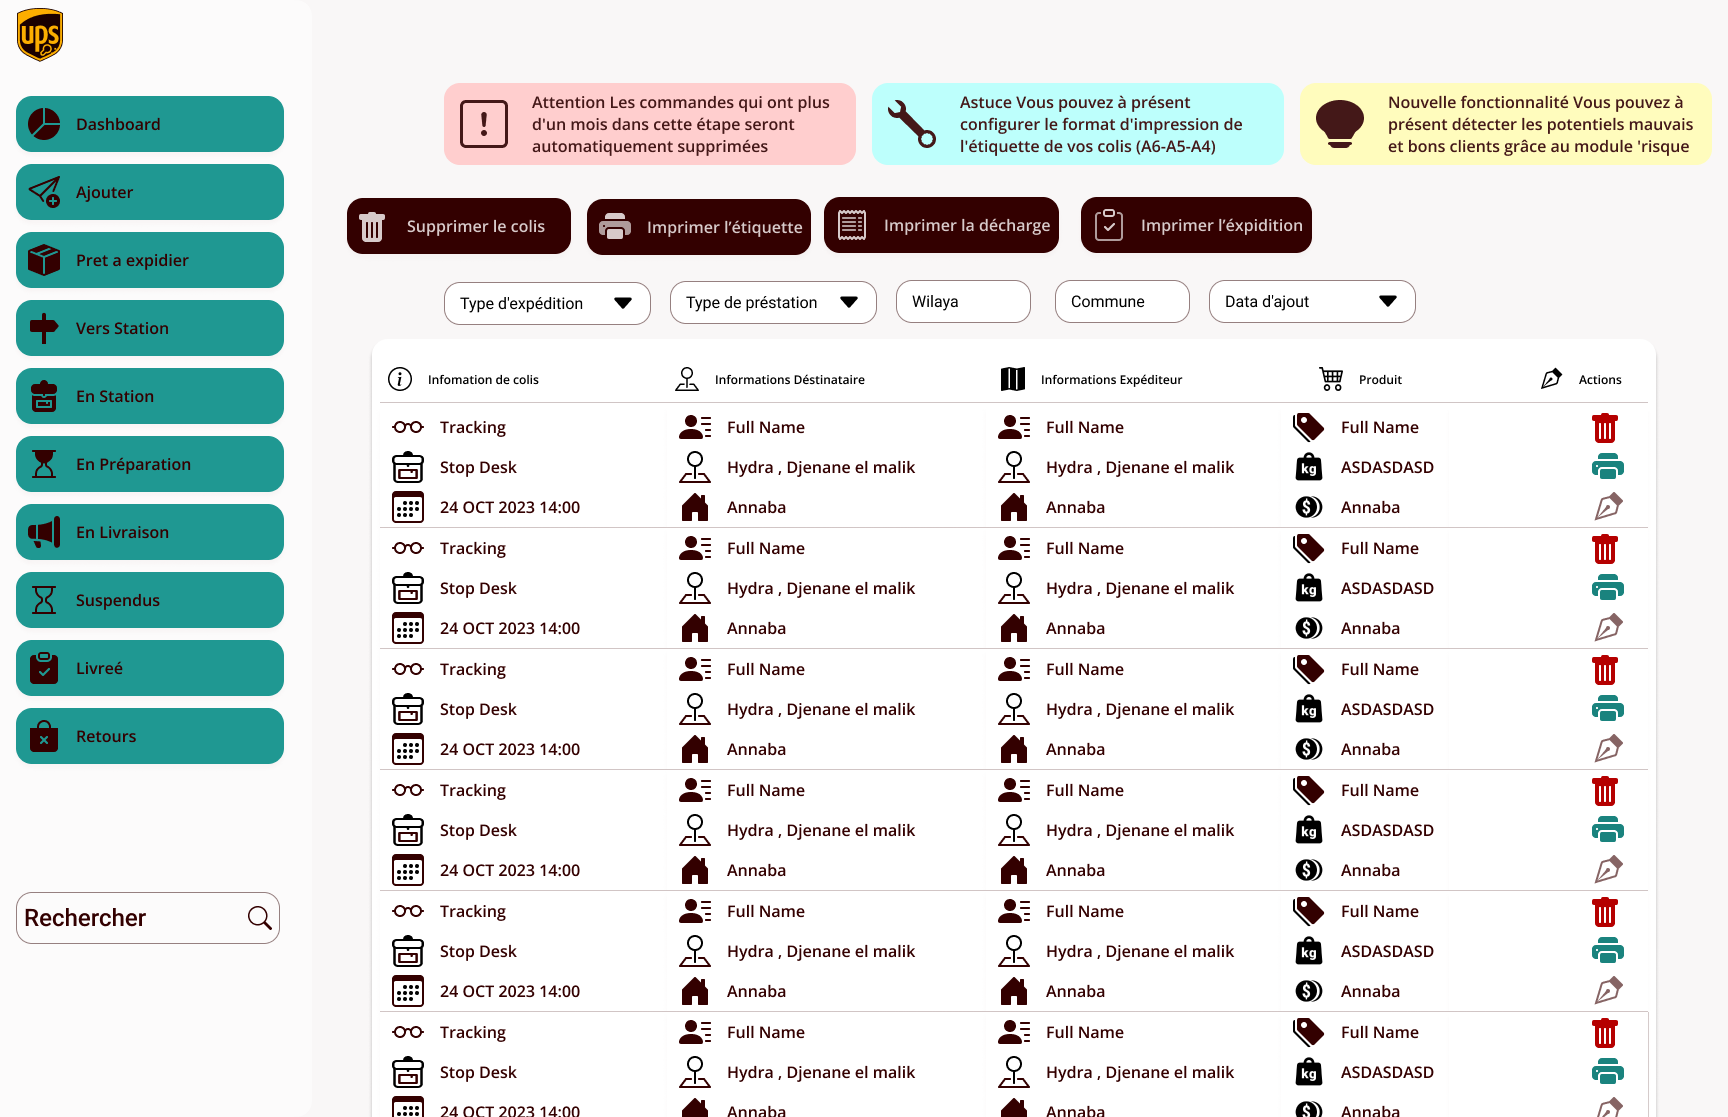 ups
Dashboard
Ajouter
Pret a expidier
Vers Station
En Station
En Préparation
En Livraison
Suspendus
Livreé
Retours
Rechercher
Attention Les commandes qui ont plus
d'un mois dans cette étape seront
automatiquement supprimées
Astuce Vous pouvez à présent
configurer le format d'impression de
l'étiquette de vos colis (A6-A5-A4)
Nouvelle fonctionnalité Vous pouvez à
présent détecter les potentiels mauvais
et bons clients grâce au module 'risque
Supprimer le colis
Imprimer l’étiquette
Imprimer la décharge
Imprimer l’éxpidition
Type d'expédition
Type de préstation
Wilaya
Commune
Data d'ajout
Infomation de colis Informations Déstinataire Informations Expéditeur Produit Actions
Tracking Full Name Full Name Full Name
Stop Desk Hydra , Djenane el malik Hydra , Djenane el malik kg ASDASDASD
24 OCT 2023 14:00 Annaba Annaba $ Annaba
Tracking Full Name Full Name Full Name
Stop Desk Hydra , Djenane el malik Hydra , Djenane el malik kg ASDASDASD
24 OCT 2023 14:00 Annaba Annaba $ Annaba
Tracking Full Name Full Name Full Name
Stop Desk Hydra , Djenane el malik Hydra , Djenane el malik kg ASDASDASD
24 OCT 2023 14:00 Annaba Annaba $ Annaba
Tracking Full Name Full Name Full Name
Stop Desk Hydra , Djenane el malik Hydra , Djenane el malik kg ASDASDASD
24 OCT 2023 14:00 Annaba Annaba $ Annaba
Tracking Full Name Full Name Full Name
Stop Desk Hydra , Djenane el malik Hydra , Djenane el malik kg ASDASDASD
24 OCT 2023 14:00 Annaba Annaba $ Annaba
Tracking Full Name Full Name Full Name
Stop Desk Hydra , Djenane el malik Hydra , Djenane el malik kg ASDASDASD
24 OCT 2023 14:00 Annaba Annaba $ Annaba